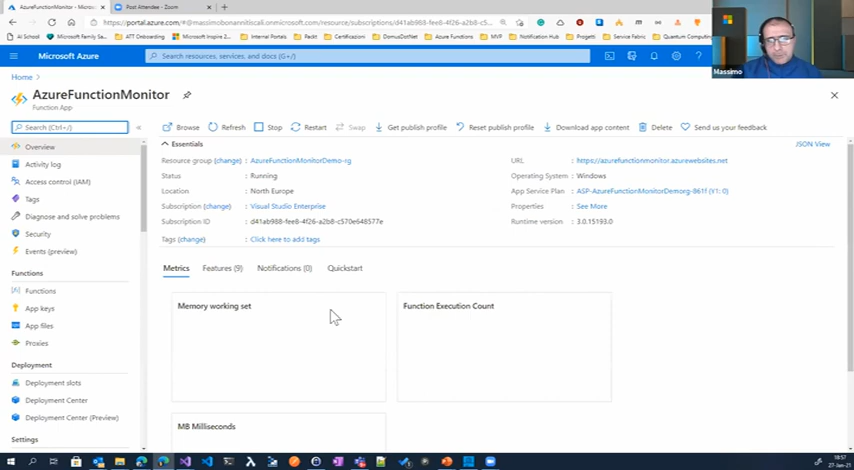 AzureFunctionMonitor - Micros
Post Attendee - Zoom
https://portal.azure.com/#@massimobonannitiscali.onmicrosoft.com/resource/subscriptions/d41ab988-fee8-4f26-a2b8-c5
AI School
Microsoft Family Sa
ATT Onboarding
Microsoft Inspire 2
Internal Portals
Packt
Certificazioni
DomusDotNet
Azure Functions
MVP
Notification Hub
Progetti
Service Fabric
Quantum Computing
Microsoft Azure
Search resources, services, and docs (G+/)
Massimo
Home >
AzureFunctionMonitor
Function App
Search (Ctrl+/)
Browse Refresh Stop Restart Swap Get publish profile Reset publish profile Download app content Delete Send us your feedback
Overview
Activity log
Access control (IAM)
Tags
Diagnose and solve problems
Security
Events (preview)
Functions
Functions
App keys
App files
Proxies
Deployment
Deployment slots
Deployment Center
Deployment Center (Preview)
Settings
Essentials
JSON View
Resource group (change) : AzureFunctionMonitorDemo-rg
Status : Running
Location : North Europe
Subscription (change) : Visual Studio Enterprise
Subscription ID : d41ab988-fee8-4f26-a2b8-c570e648577e
Tags (change) : Click here to add tags
URL : https://azurefunctionmonitor.azurewebsites.net
Operating System : Windows
App Service Plan : ASP-AzureFunctionMonitorDemorg-861f (Y1: 0)
Properties : See More
Runtime version : 3.0.15193.0
Metrics Features (9) Notifications (0) Quickstart
Memory working set
Function Execution Count
MB Milliseconds
18:57
27-Jan-21